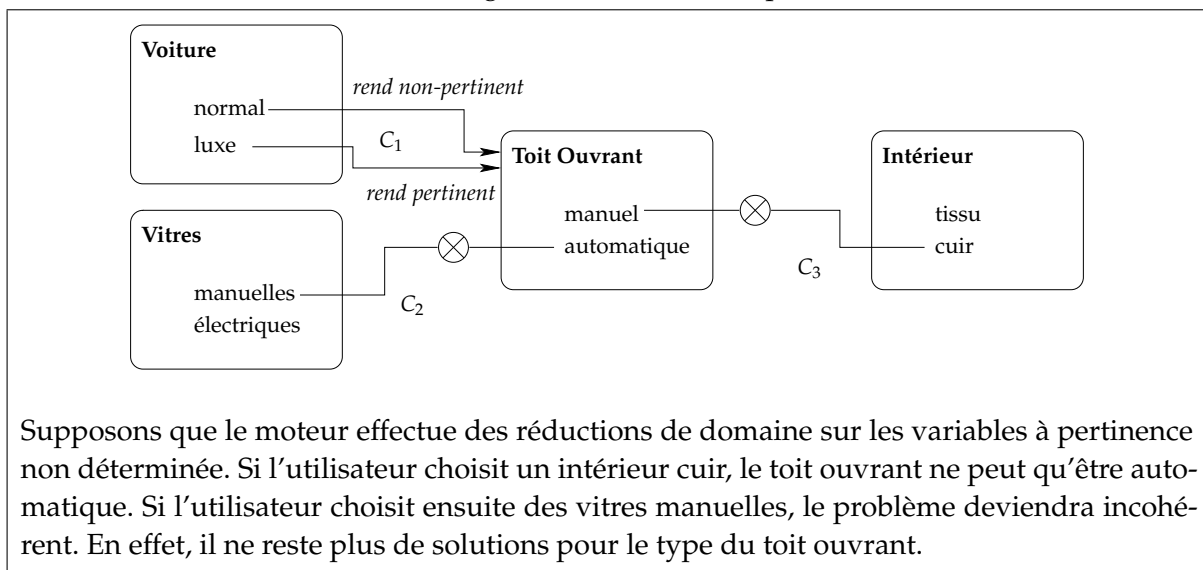 Voiture
normal
luxe
rend non-pertinent
C1
rend pertinent
Vitres
manuelles
électriques
C2
Toit Ouvrant
manuel
automatique
C3
Intérieur
tissu
cuir
Supposons que le moteur effectue des réductions de domaine sur les variables à pertinence
non déterminée. Si l'utilisateur choisit un intérieur cuir, le toit ouvrant ne peut qu'être auto-
matique. Si l'utilisateur choisit ensuite des vitres manuelles, le problème deviendra incohé-
rent. En effet, il ne reste plus de solutions pour le type du toit ouvrant.